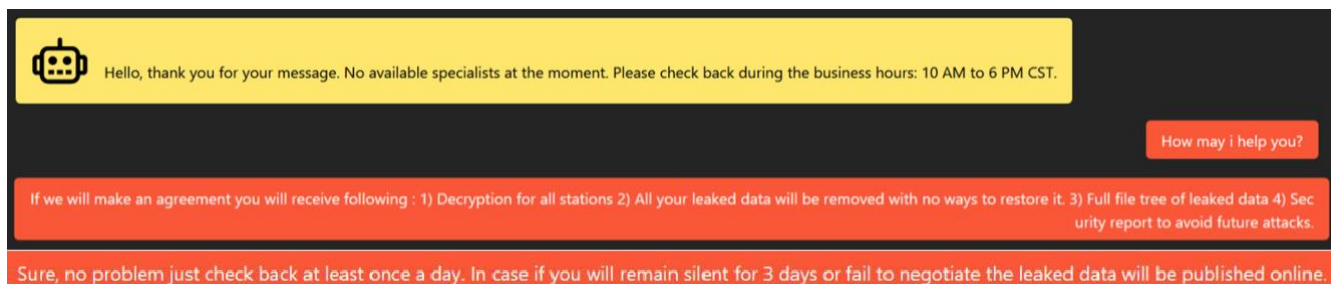 Hello, thank you for your message. No available specialists at the moment. Please check back during the business hours: 10 AM to 6 PM CST.
How may i help you?
If we will make an agreement you will receive following : 1) Decryption for all stations 2) All your leaked data will be removed with no ways to restore it. 3) Full file tree of leaked data 4) Sec
urity report to avoid future attacks.
Sure, no problem just check back at least once a day. In case if you will remain silent for 3 days or fail to negotiate the leaked data will be published online.